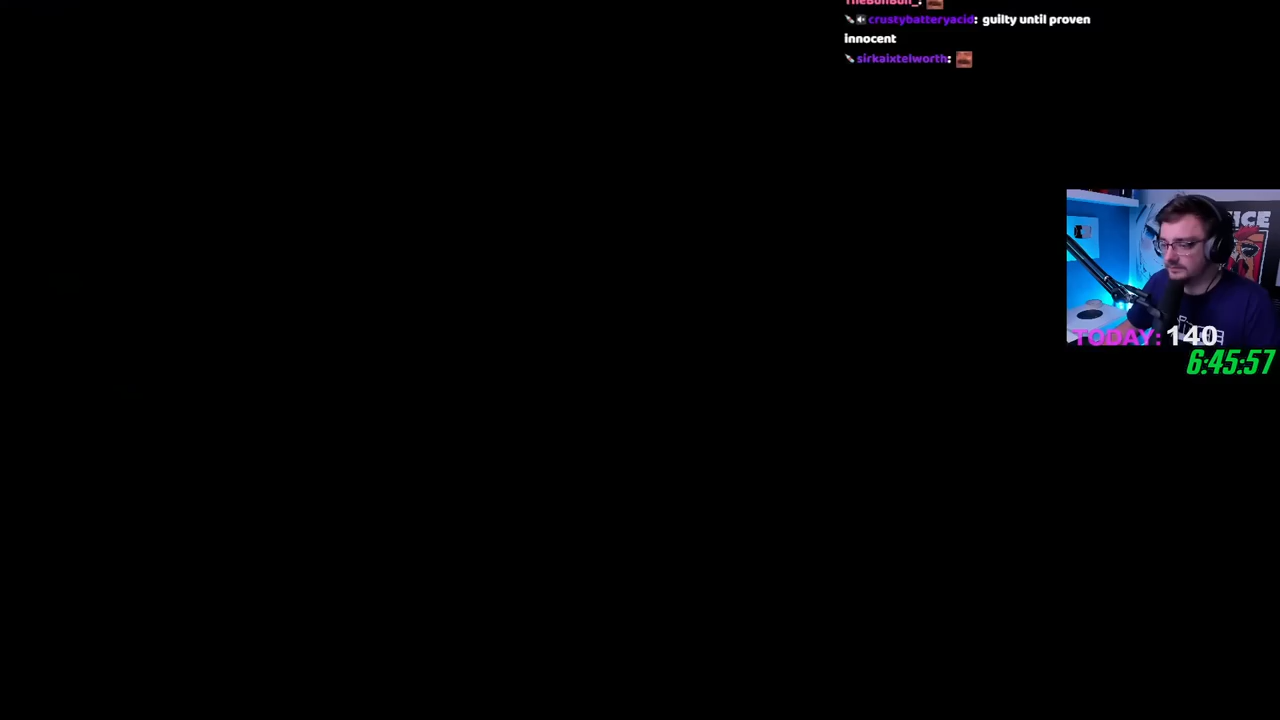 crustybatteryacid: guilty until proven
innocent
sirkaixtelworth:
TODAY: 140
6:45:57